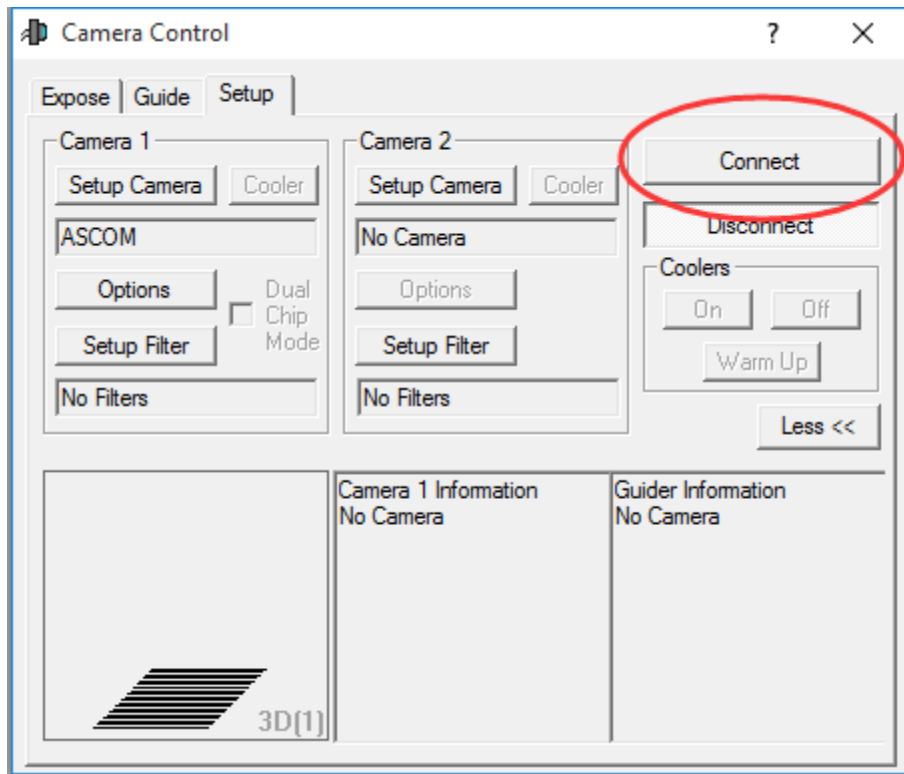 Camera Control
?
Expose
Guide
Setup
Camera 1
Setup Camera
Cooler
ASCOM
Options
Dual
Chip
Mode
Setup Filter
No Filters
Camera 2
Setup Camera
Cooler
No Camera
Options
Setup Filter
No Filters
Connect
Disconnect
Coolers
On
Off
Warm Up
Less <<
3D(1)
Camera 1 Information
No Camera
Guider Information
No Camera